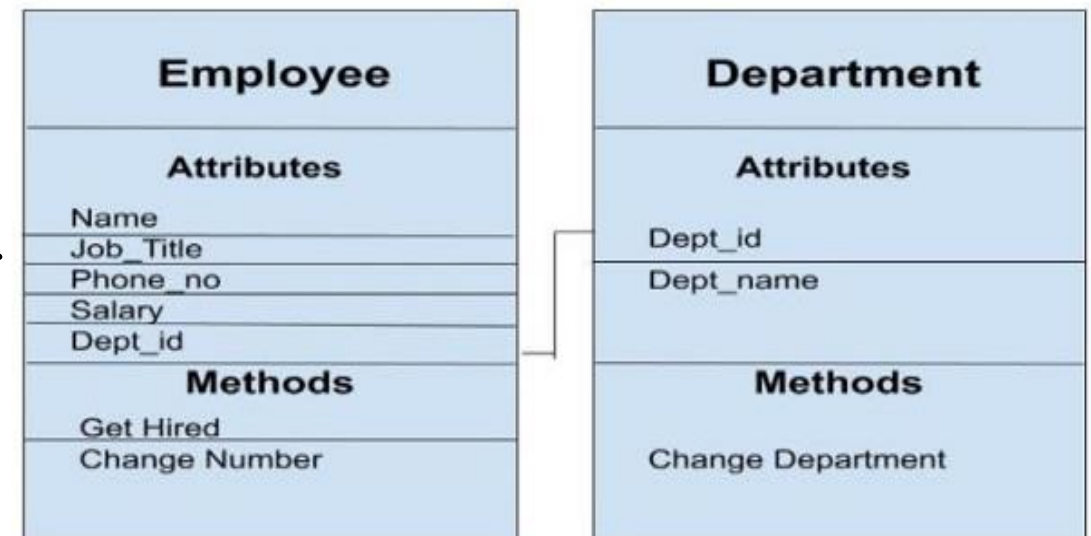 Employee
Attributes
Name
Job_Title
Phone_no
Salary
Dept_id
Methods
Get Hired
Change Number
Department
Attributes
Dept_id
Dept_name
Methods
Change Department